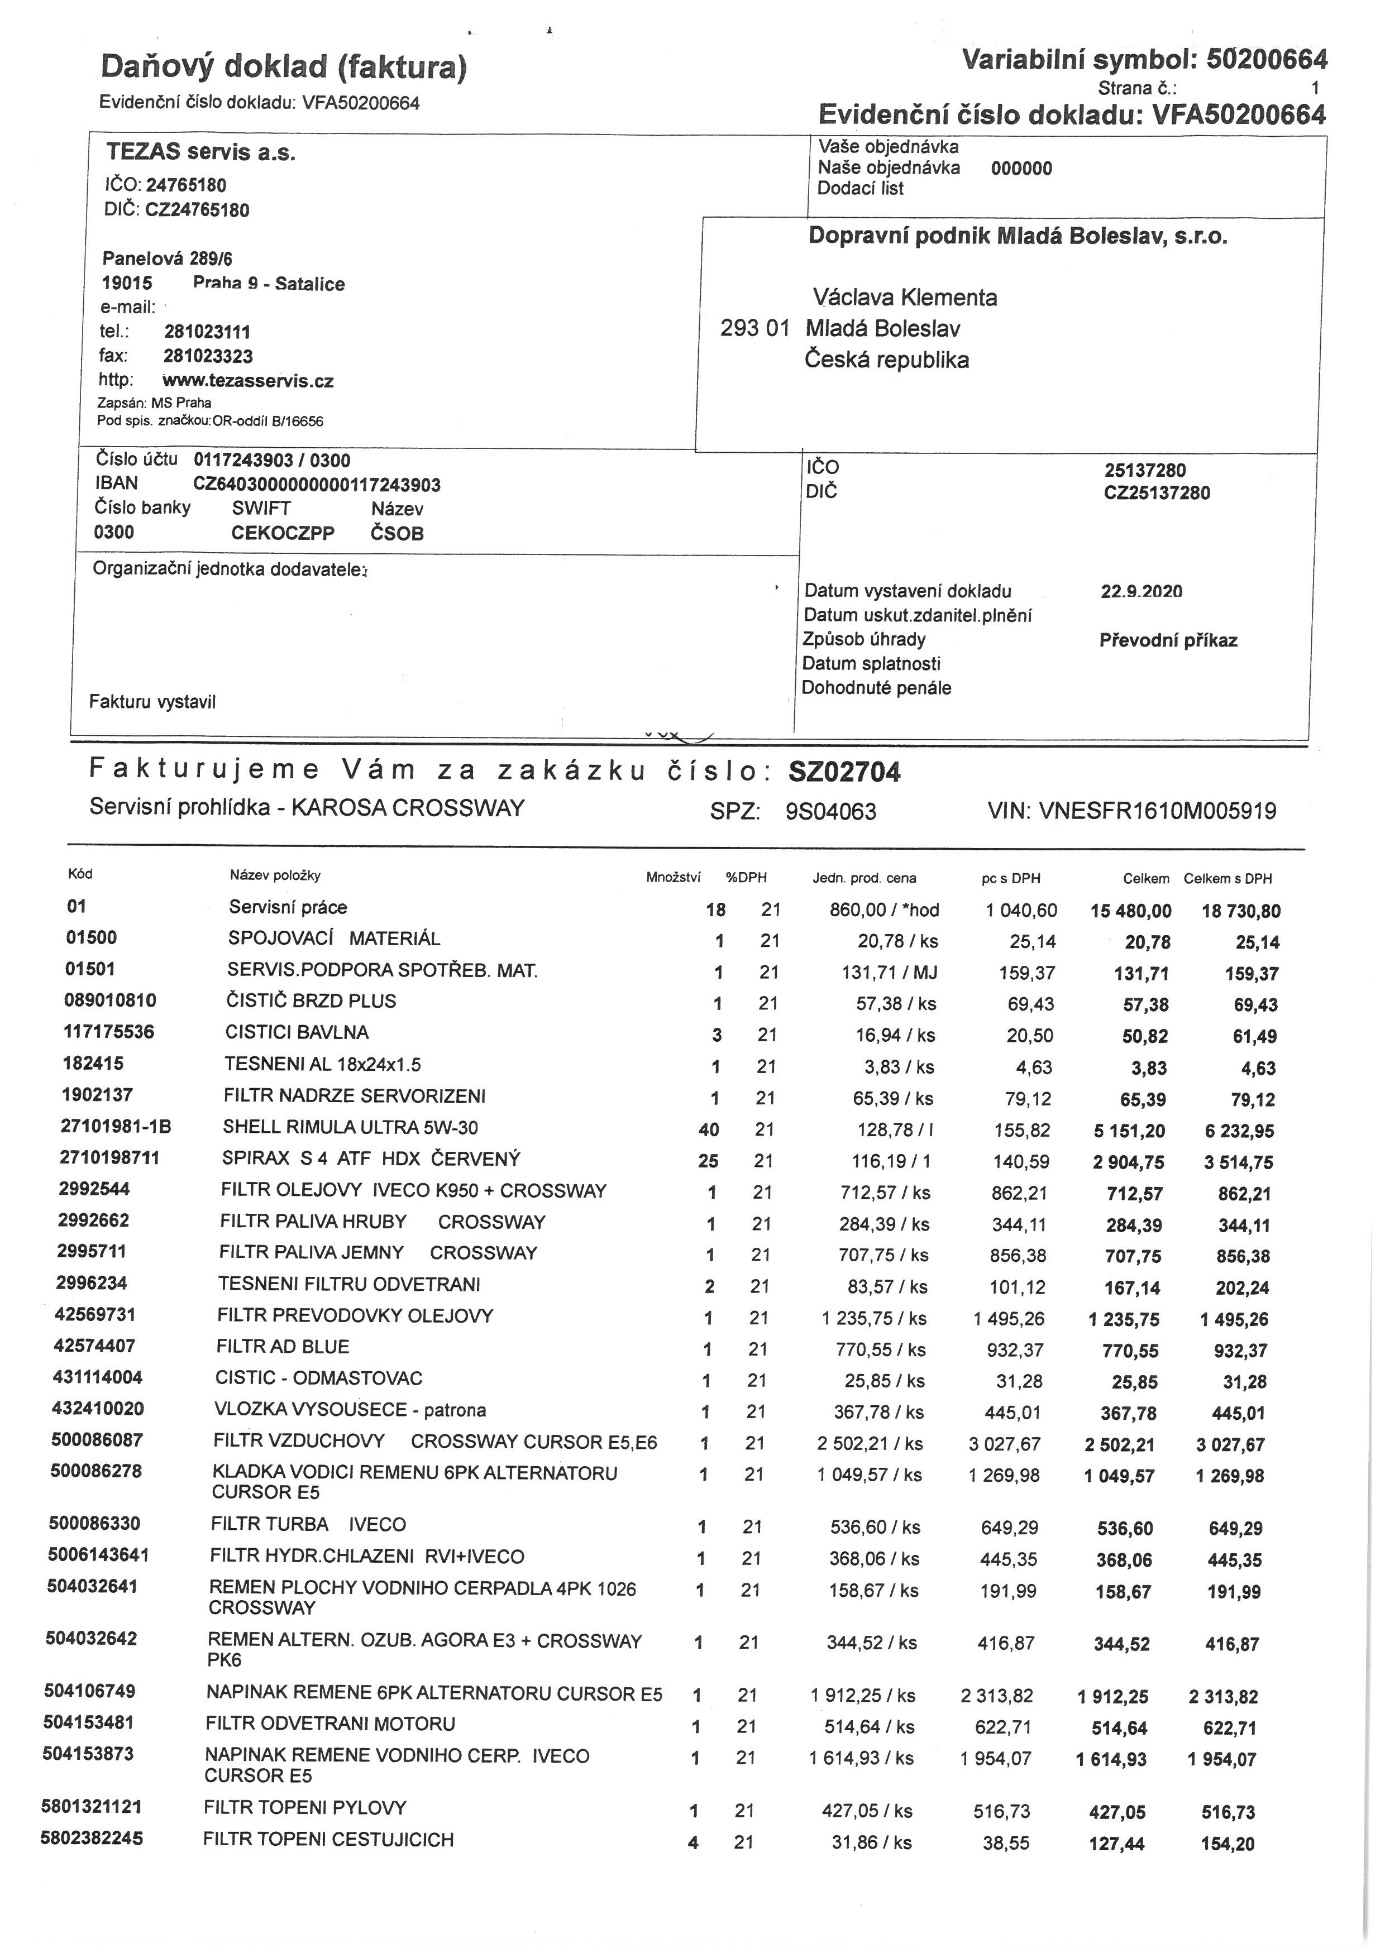 Daňový doklad (faktura)
Evidenční číslo dokladu: VFA50200664
Variabilní symbol: 50200664
Strana č.: 1
Evidenční číslo dokladu: VFA50200664
TEZAS servis a.s.
IČO: 24765180
DIČ: CZ24765180
Panelová 289/6
19015 Praha 9 - Satalice
e-mail:
tel.: 281023111
fax: 281023323
http: www.tezasservis.cz
Zapsán: MS Praha
Pod spis. značkou:OR-oddíl B/16656
Vaše objednávka
Naše objednávka 000000
Dodací list
Dopravní podnik Mladá Boleslav, s.r.o.
Václava Klementa
293 01 Mladá Boleslav
Česká republika
Číslo účtu 0117243903 / 0300
IBAN CZ6403000000000117243903
Číslo banky SWIFT Název
0300 CEKOCZPP ČSOB
IČO 25137280
DIČ CZ25137280
Organizační jednotka dodavatele:
Fakturu vystavil
Datum vystavení dokladu 22.9.2020
Datum uskut.zdanitel.plnění
Způsob úhrady Převodní příkaz
Datum splatnosti
Dohodnuté penále
Fakturujeme Vám za zakázku číslo: SZ02704
Servisní prohlídka - KAROSA CROSSWAY SPZ: 9S04063 VIN: VNESFR1610M005919
Kód Název položky Množství %DPH Jedn. prod. cena pc s DPH Celkem Celkem s DPH
01 Servisní práce 18 21 860,00 / *hod 1 040,60 15 480,00 18 730,80
01500 SPOJOVACÍ MATERIÁL 1 21 20,78 / ks 25,14 20,78 25,14
01501 SERVIS.PODPORA SPOTŘEB. MAT. 1 21 131,71 / MJ 159,37 131,71 159,37
089010810 ČISTIČ BRZD PLUS 1 21 57,38 / ks 69,43 57,38 69,43
117175536 CISTICI BAVLNA 3 21 16,94 / ks 20,50 50,82 61,49
182415 TESNENI AL 18x24x1.5 1 21 3,83 / ks 4,63 3,83 4,63
1902137 FILTR NADRZE SERVORIZENI 1 21 65,39 / ks 79,12 65,39 79,12
27101981-1B SHELL RIMULA ULTRA 5W-30 40 21 128,78 / l 155,82 5 151,20 6 232,95
2710198711 SPIRAX S 4 ATF HDX ČERVENÝ 25 21 116,19 / 1 140,59 2 904,75 3 514,75
2992544 FILTR OLEJOVY IVECO K950 + CROSSWAY 1 21 712,57 / ks 862,21 712,57 862,21
2992662 FILTR PALIVA HRUBY CROSSWAY 1 21 284,39 / ks 344,11 284,39 344,11
2995711 FILTR PALIVA JEMNY CROSSWAY 1 21 707,75 / ks 856,38 707,75 856,38
2996234 TESNENI FILTRU ODVETRANI 2 21 83,57 / ks 101,12 167,14 202,24
42569731 FILTR PREVODOVKY OLEJOVY 1 21 1 235,75 / ks 1 495,26 1 235,75 1 495,26
42574407 FILTR AD BLUE 1 21 770,55 / ks 932,37 770,55 932,37
431114004 CISTIC - ODMASTOVAC 1 21 25,85 / ks 31,28 25,85 31,28
432410020 VLOZKA VYSOUSECE - patrona 1 21 367,78 / ks 445,01 367,78 445,01
500086087 FILTR VZDUCHOVY CROSSWAY CURSOR E5,E6 1 21 2 502,21 / ks 3 027,67 2 502,21 3 027,67
500086278 KLADKA VODICI REMENU 6PK ALTERNATORU 1 21 1 049,57 / ks 1 269,98 1 049,57 1 269,98
CURSOR E5
500086330 FILTR TURBA IVECO 1 21 536,60 / ks 649,29 536,60 649,29
5006143641 FILTR HYDR.CHLAZENI RVI+IVECO 1 21 368,06 / ks 445,35 368,06 445,35
504032641 REMEN PLOCHY VODNIHO CERPADLA 4PK 1026 1 21 158,67 / ks 191,99 158,67 191,99
CROSSWAY
504032642 REMEN ALTERN. OZUB. AGORA E3 + CROSSWAY 1 21 344,52 / ks 416,87 344,52 416,87
PK6
504106749 NAPINAK REMENE 6PK ALTERNATORU CURSOR E5 1 21 1 912,25 / ks 2 313,82 1 912,25 2 313,82
504153481 FILTR ODVETRANI MOTORU 1 21 514,64 / ks 622,71 514,64 622,71
504153873 NAPINAK REMENE VODNIHO CERP. IVECO 1 21 1 614,93 / ks 1 954,07 1 614,93 1 954,07
CURSOR E5
5801321121 FILTR TOPENI PYLOVY 1 21 427,05 / ks 516,73 427,05 516,73
5802382245 FILTR TOPENI CESTUJICICH 4 21 31,86 / ks 38,55 127,44 154,20